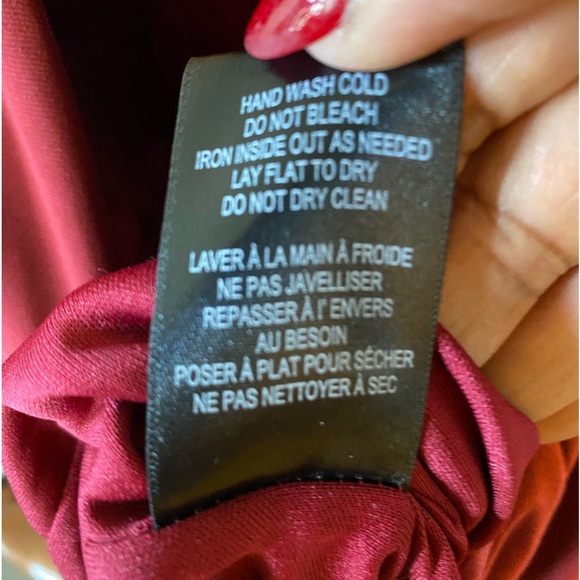 HAND WASH COLD
DO NOT BLEACH
IRON INSIDE OUT AS NEEDED
LAY FLAT TO DRY
DO NOT DRY CLEAN
LAVER À LA MAIN À FROIDE
NE PAS JAVELLISER
REPASSER À l' ENVERS
AU BESOIN
POSER À PLAT POUR SÉCHER
NE PAS NETTOYER À SEC